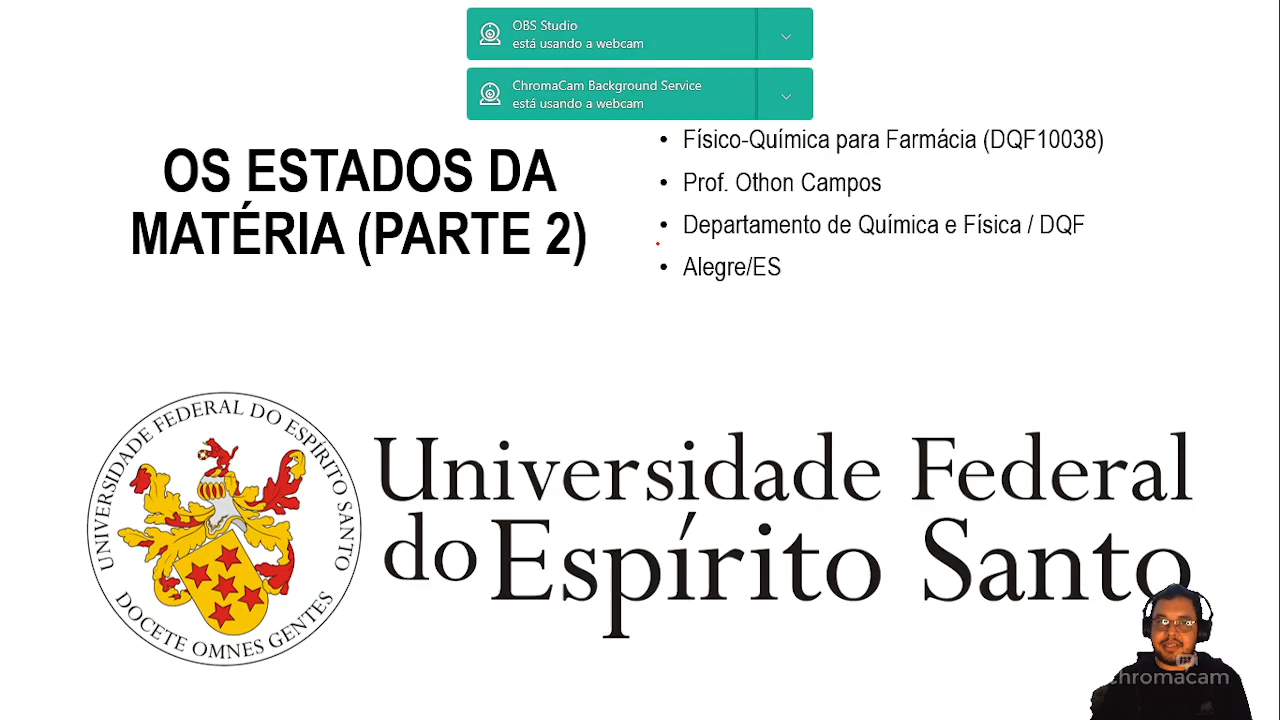 OBS Studio
está usando a webcam
ChromaCam Background Service
está usando a webcam
OS ESTADOS DA
MATÉRIA (PARTE 2)
• Físico-Química para Farmácia (DQF10038)
• Prof. Othon Campos
• Departamento de Química e Física / DQF
• Alegre/ES
UNIVERSIDADE FEDERAL DO ESPÍRITO SANTO
DOCETE OMNES GENTES
Universidade Federal
do Espírito Santo
chromacam